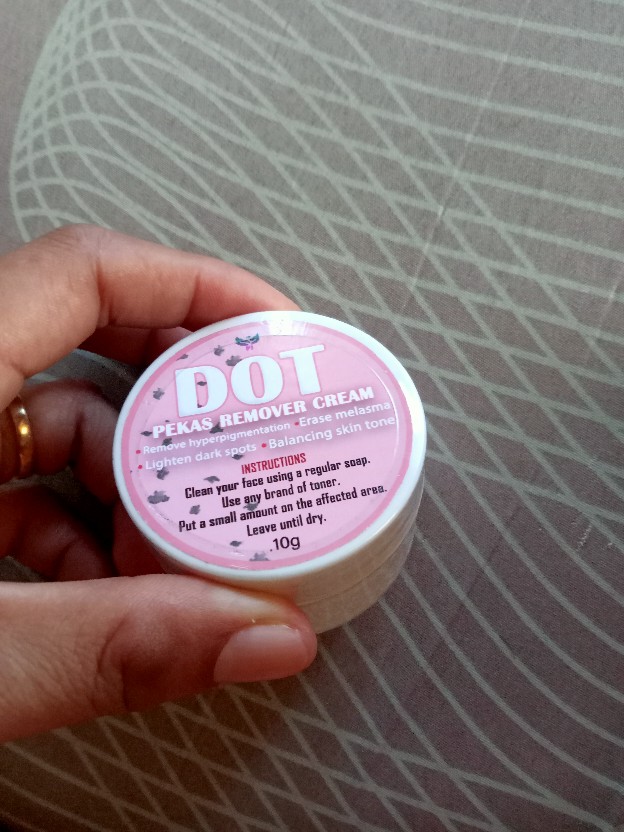 DOT
PEKAS REMOVER CREAM
•Remove hyperpigmentation •Erase melasma
•Lighten dark spots •Balancing skin tone
INSTRUCTIONS
Clean your face using a regular soap.
Use any brand of toner.
Put a small amount on the affected area.
Leave until dry.
10g